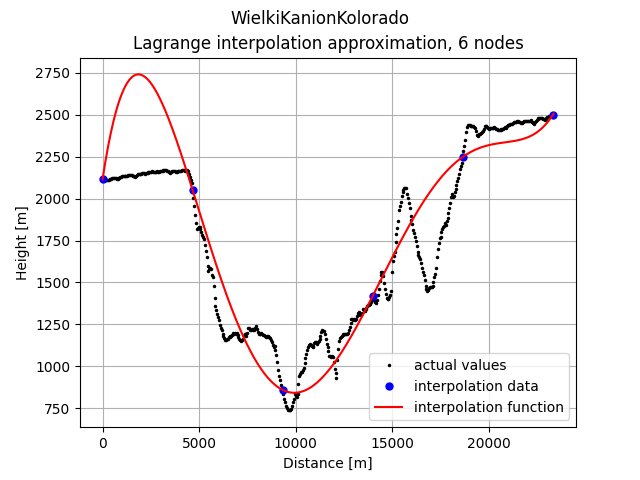 WielkiKanionKolorado
Lagrange interpolation approximation, 6 nodes
Height [m]
2750
2500
2250
2000
1750
1500
1250
1000
750
actual values
interpolation data
interpolation function
0 5000 10000 15000 20000
Distance [m]